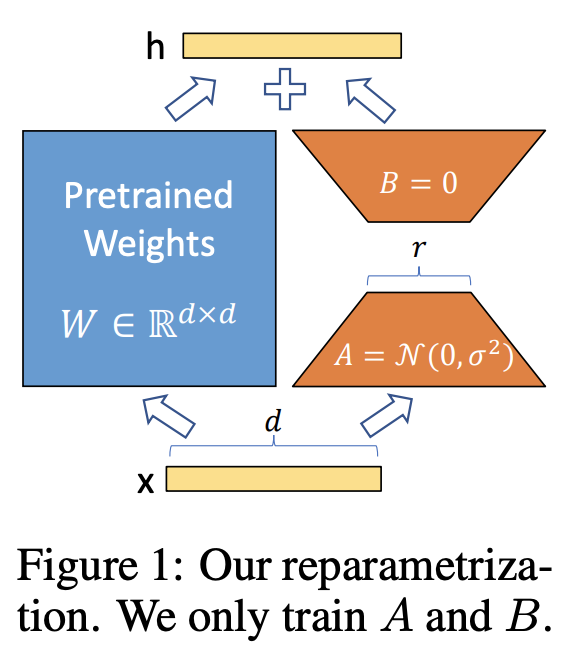 h
Pretrained
Weights
W ∈ ℝ^{d×d}
B = 0
r
A = 𝒩(0, σ²)
d
x
Figure 1: Our reparametriza-
tion. We only train A and B.